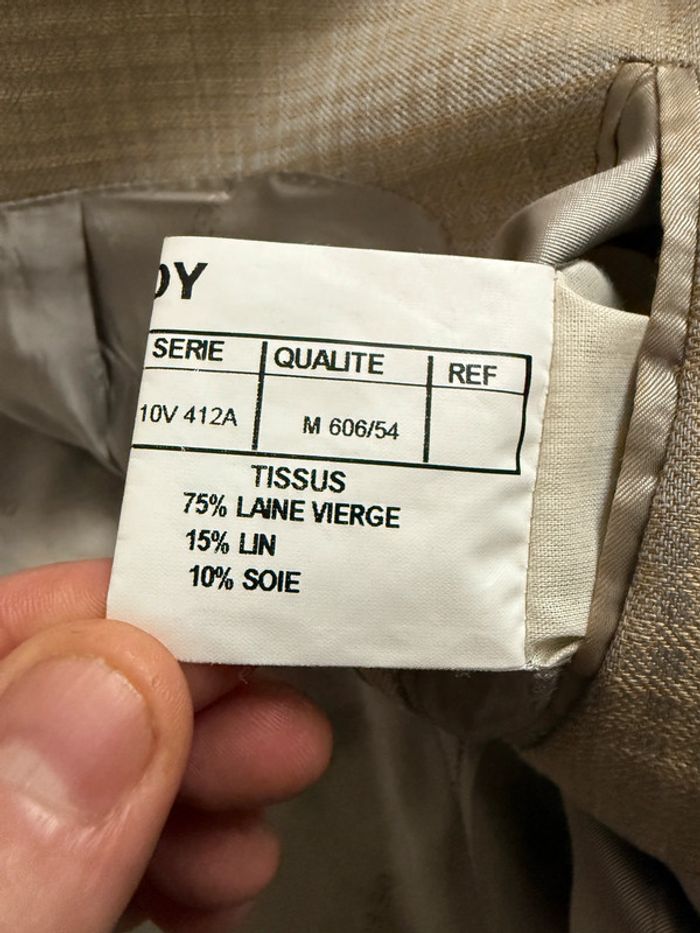 DY
SERIE QUALITE REF
10V 412A M 606/54
TISSUS
75% LAINE VIERGE
15% LIN
10% SOIE